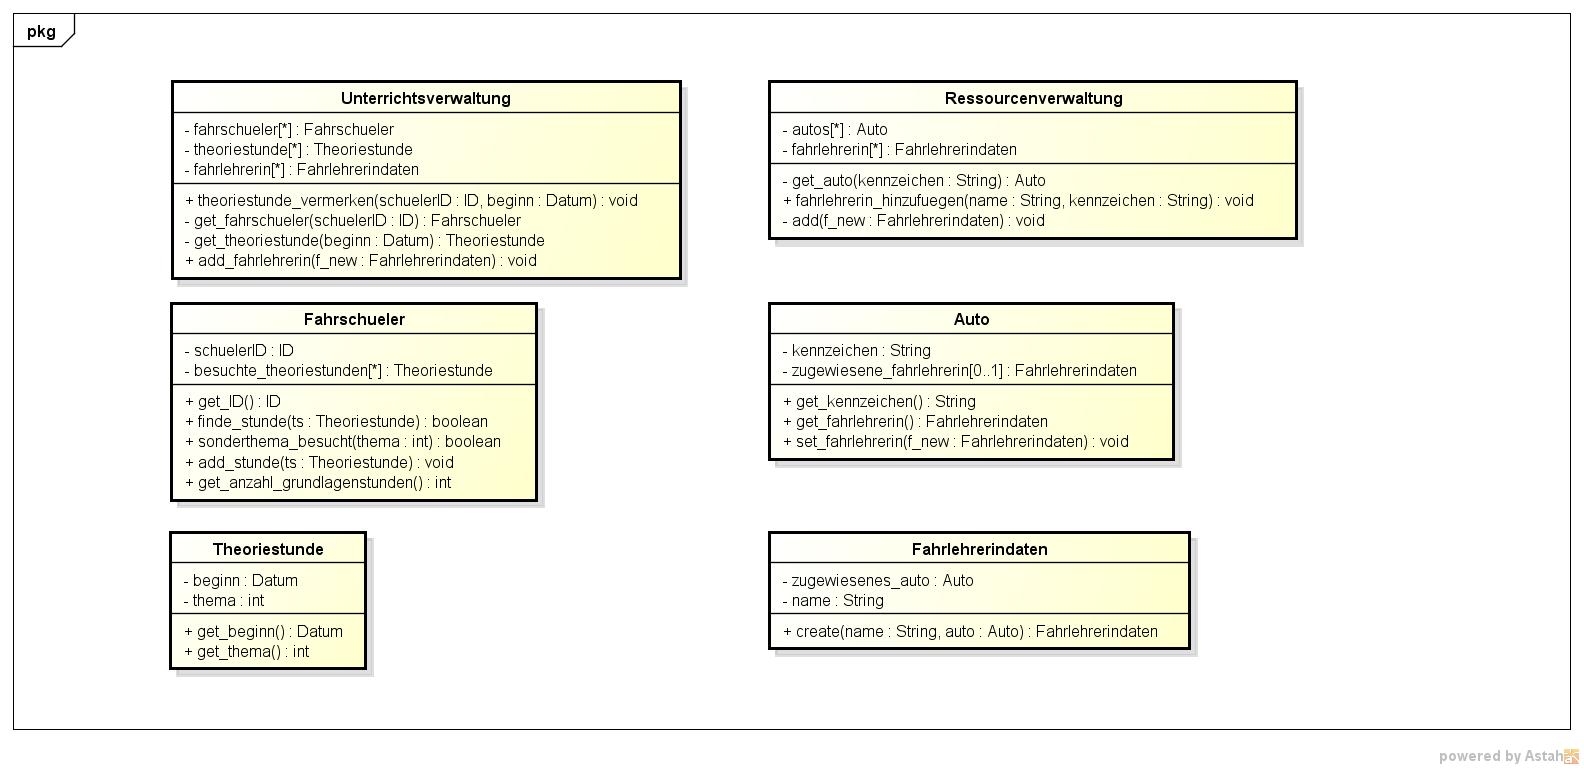 pkg
Unterrichtsverwaltung
- fahrschueler[*] : Fahrschueler
- theoriestunde[*] : Theoriestunde
- fahrlehrerin[*] : Fahrlehrerindaten
+ theoriestunde_vermerken(schuelerID : ID, beginn : Datum) : void
- get_fahrschueler(schuelerID : ID) : Fahrschueler
- get_theoriestunde(beginn : Datum) : Theoriestunde
+ add_fahrlehrerin(f_new : Fahrlehrerindaten) : void
Ressourcenverwaltung
- autos[*] : Auto
- fahrlehrerin[*] : Fahrlehrerindaten
- get_auto(kennzeichen : String) : Auto
+ fahrlehrerin_hinzufuegen(name : String, kennzeichen : String) : void
- add(f_new : Fahrlehrerindaten) : void
Fahrschueler
- schuelerID : ID
- besuchte_theoriestunden[*] : Theoriestunde
+ get_ID() : ID
+ finde_stunde(ts : Theoriestunde) : boolean
+ sonderthema_besucht(thema : int) : boolean
+ add_stunde(ts : Theoriestunde) : void
+ get_anzahl_grundlagenstunden() : int
Auto
- kennzeichen : String
- zugewiesene_fahrlehrerin[0..1] : Fahrlehrerindaten
+ get_kennzeichen() : String
+ get_fahrlehrerin() : Fahrlehrerindaten
+ set_fahrlehrerin(f_new : Fahrlehrerindaten) : void
Theoriestunde
- beginn : Datum
- thema : int
+ get_beginn() : Datum
+ get_thema() : int
Fahrlehrerindaten
- zugewiesenes_auto : Auto
- name : String
+ create(name : String, auto : Auto) : Fahrlehrerindaten
powered by Astah